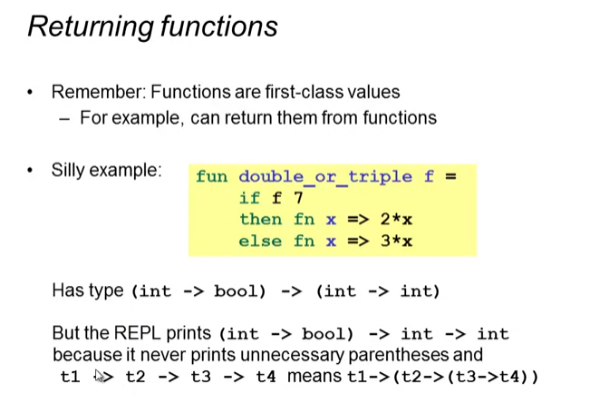 Returning functions
• Remember: Functions are first-class values
– For example, can return them from functions
• Silly example:
fun double_or_triple f =
if f 7
then fn x => 2*x
else fn x => 3*x
Has type (int -> bool) -> (int -> int)
But the REPL prints (int -> bool) -> int -> int
because it never prints unnecessary parentheses and
t1 -> t2 -> t3 -> t4 means t1->(t2->(t3->t4))